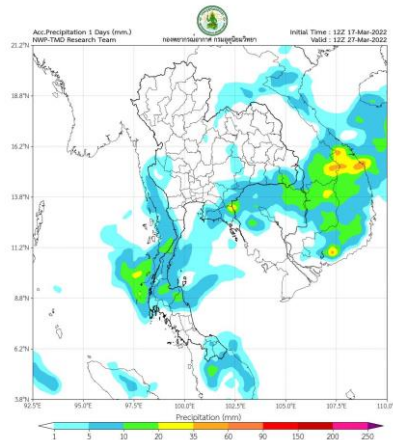 Acc.Precipitation 1 Days (mm.)
NWP-TMD Research Team
กองพยากรณ์อากาศ กรมอุตุนิยมวิทยา
Initial Time : 12Z 17-Mar-2022
Valid : 12Z 27-Mar-2022
21.2°N
18.8°N
16.2°N
13.8°N
11.2°N
8.8°N
6.2°N
3.8°N
92.5°E 95.0°E 97.5°E 100.0°E 102.5°E 105.0°E 107.5°E 110.0°E
Precipitation (mm)
1 5 10 20 35 60 90 150 200 250